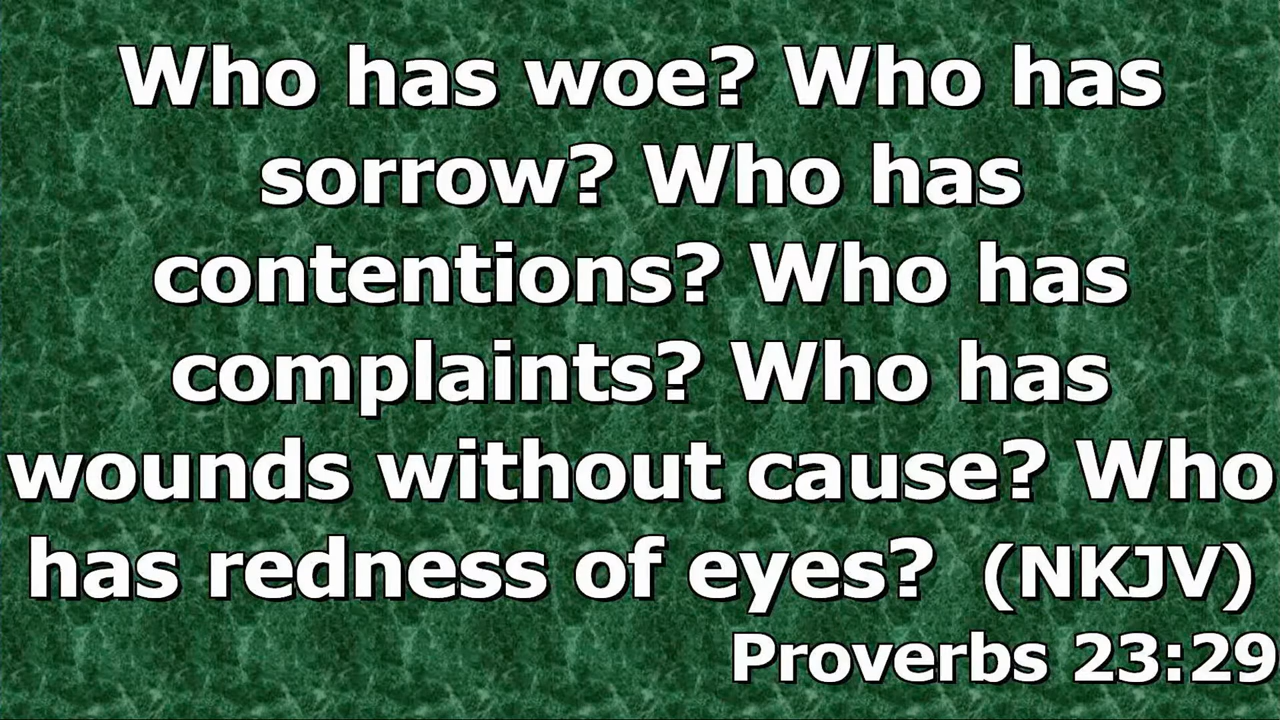 Who has woe? Who has
sorrow? Who has
contentions? Who has
complaints? Who has
wounds without cause? Who
has redness of eyes? (NKJV)
Proverbs 23:29